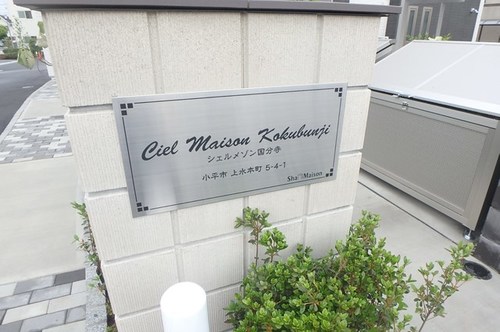 Ciel Maison Kokubunji
シェルメゾン国分寺
小平市 上水本町 5-4-1
Sha Maison